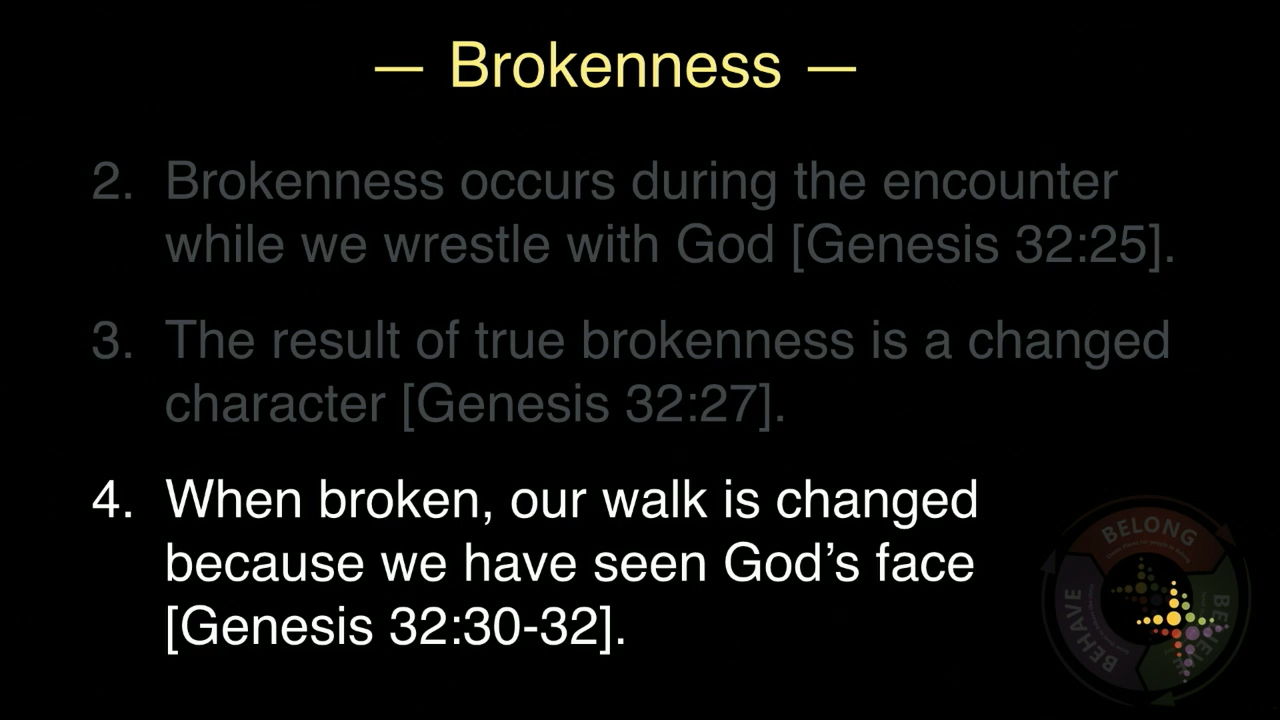 — Brokenness —
2. Brokenness occurs during the encounter
while we wrestle with God [Genesis 32:25].
3. The result of true brokenness is a changed
character [Genesis 32:27].
4. When broken, our walk is changed
because we have seen God’s face
[Genesis 32:30-32].
BELONG
BEHAVE